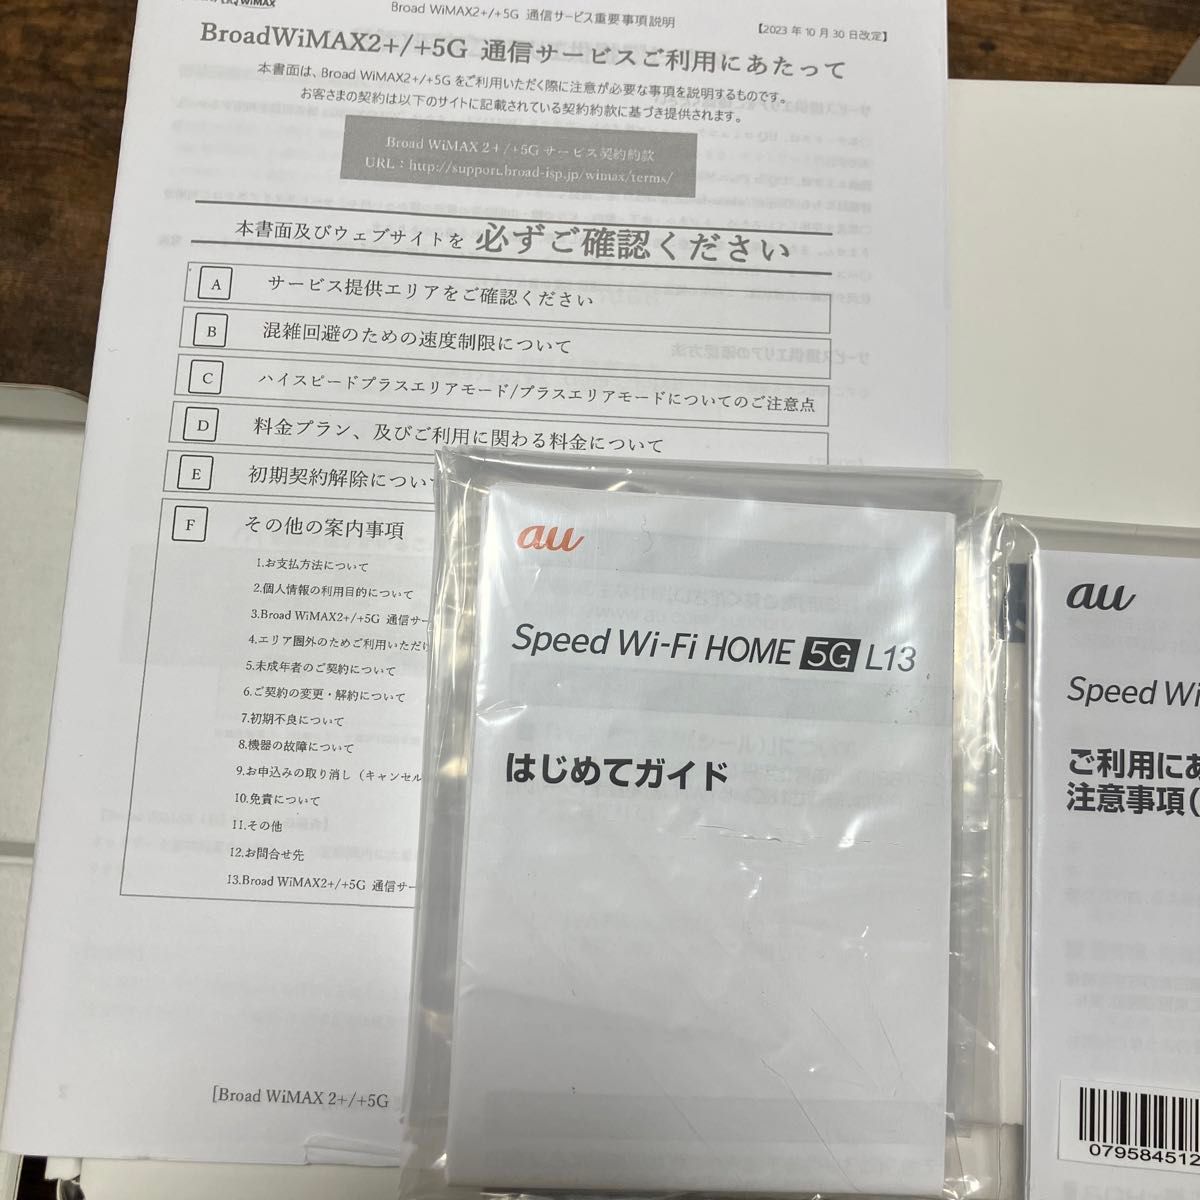 WiMAX
Broad WiMAX2+/+5G 通信サービス重要事項説明
【2023 年 10 月 30 日改定】
BroadWiMAX2+/+5G 通信サービスご利用にあたって
本書面は、Broad WiMAX2+/+5G をご利用いただく際に注意が必要な事項を説明するものです。
お客さまの契約は以下のサイトに記載されている契約約款に基づき提供されます。
Broad WiMAX 2+/+5G サービス契約約款
URL：http://support.broad-isp.jp/wimax/terms/
本書面及びウェブサイトを 必ずご確認ください
A サービス提供エリアをご確認ください
B 混雑回避のための速度制限について
C ハイスピードプラスエリアモード/プラスエリアモードについてのご注意点
D 料金プラン、及びご利用に関わる料金について
E 初期契約解除につい
F その他の案内事項
1.お支払方法について
2.個人情報の利用目的について
3.Broad WiMAX2+/+5G 通信サー
4.エリア圏外のためご利用いただけ
5.未成年者のご契約について
6.ご契約の変更・解約について
7.初期不良について
8.機器の故障について
9.お申込みの取り消し（キャンセル
10.免責について
11.その他
12.お問合せ先
13.Broad WiMAX2+/+5G 通信サー
[Broad WiMAX 2+/+5G
au
Speed Wi-Fi HOME 5G L13
はじめてガイド
au
Speed Wi
ご利用にあ
注意事項(
079584512